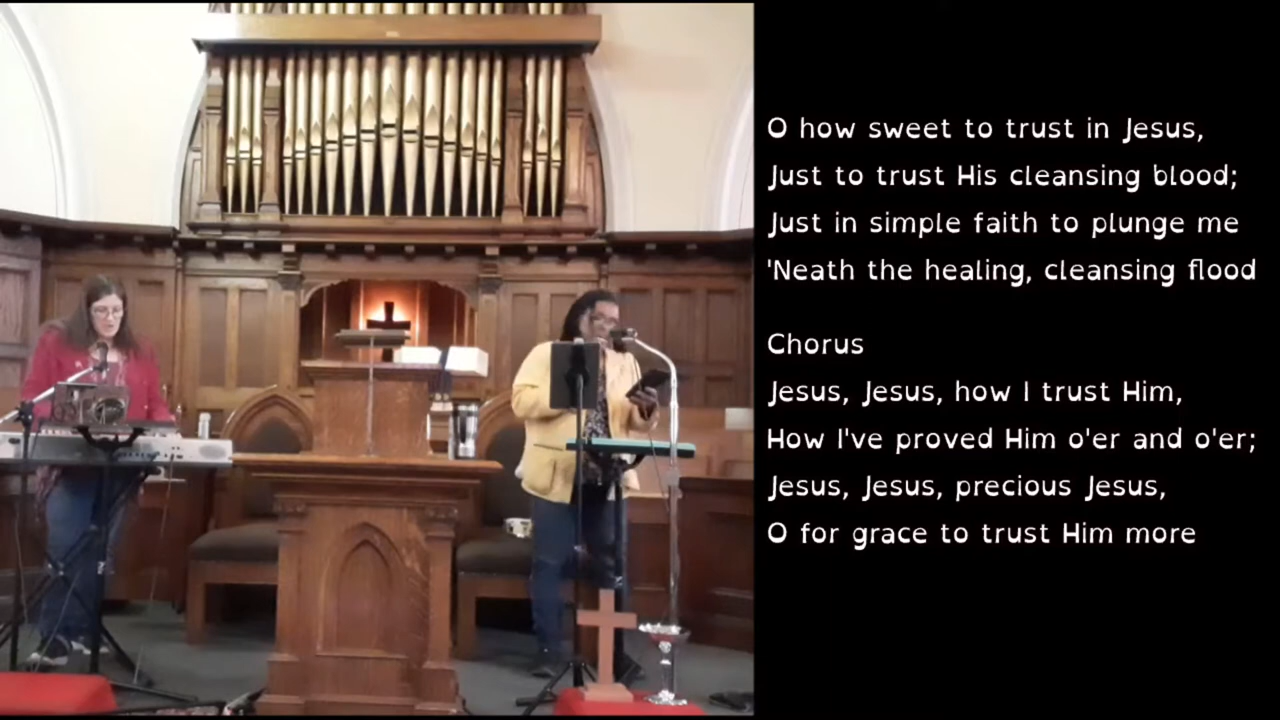 O how sweet to trust in Jesus,
Just to trust His cleansing blood;
Just in simple faith to plunge me
'Neath the healing, cleansing flood
Chorus
Jesus, Jesus, how I trust Him,
How I've proved Him o'er and o'er;
Jesus, Jesus, precious Jesus,
O for grace to trust Him more